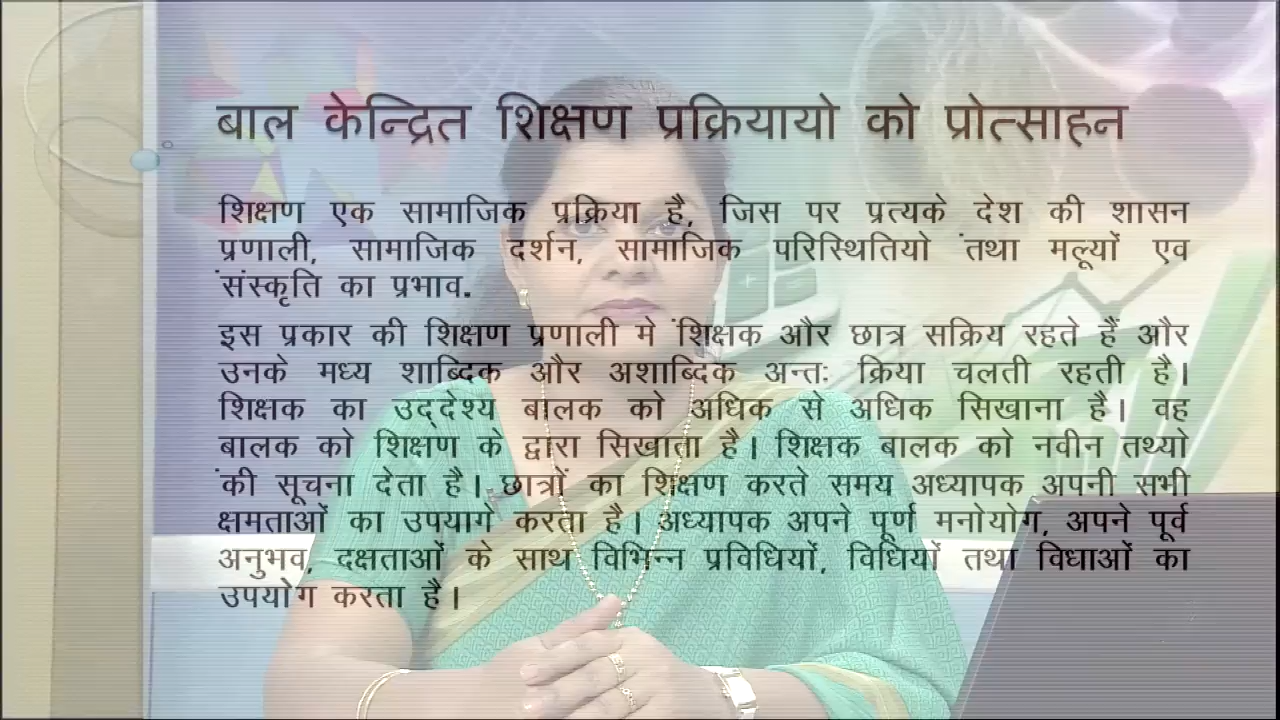 बाल केन्द्रित शिक्षण प्रक्रियायो को प्रोत्साहन
शिक्षण एक सामाजिक प्रक्रिया है, जिस पर प्रत्यके देश की शासन
प्रणाली, सामाजिक दर्शन, सामाजिक परिस्थितियो ंतथा मल्यूों एव
ंसंस्कृति का प्रभाव.
इस प्रकार की शिक्षण प्रणाली मे ंशिक्षक और छात्र सक्रिय रहते हैं और
उनके मध्य शाब्दिक और अशाब्दिक अन्तः क्रिया चलती रहती है।
शिक्षक का उद्देश्य बालक को अधिक से अधिक सिखाना है। वह
बालक को शिक्षण के द्वारा सिखाता है। शिक्षक बालक को नवीन तथ्यो
ंकी सूचना देता है। छात्रों का शिक्षण करते समय अध्यापक अपनी सभी
क्षमताओं का उपयागे करता है। अध्यापक अपने पूर्ण मनोयोग, अपने पूर्व
अनुभव, दक्षताओं के साथ विभिन्न प्रविधियों, विधियों तथा विधाओं का
उपयोग करता है।